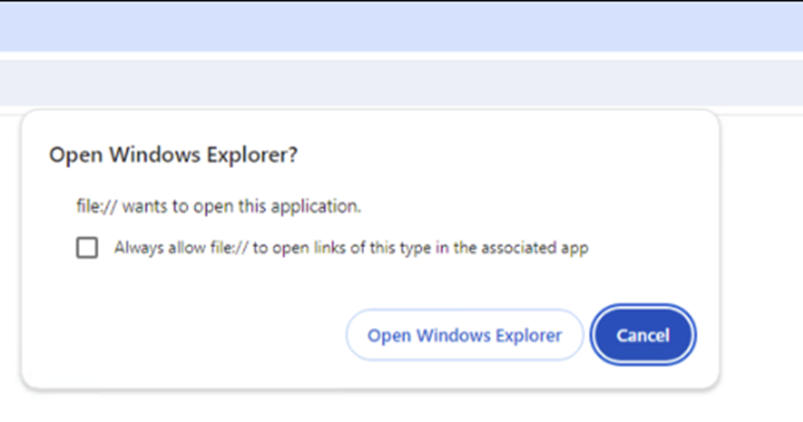 Open Windows Explorer?
file:// wants to open this application.
Always allow file:// to open links of this type in the associated app
Open Windows Explorer
Cancel